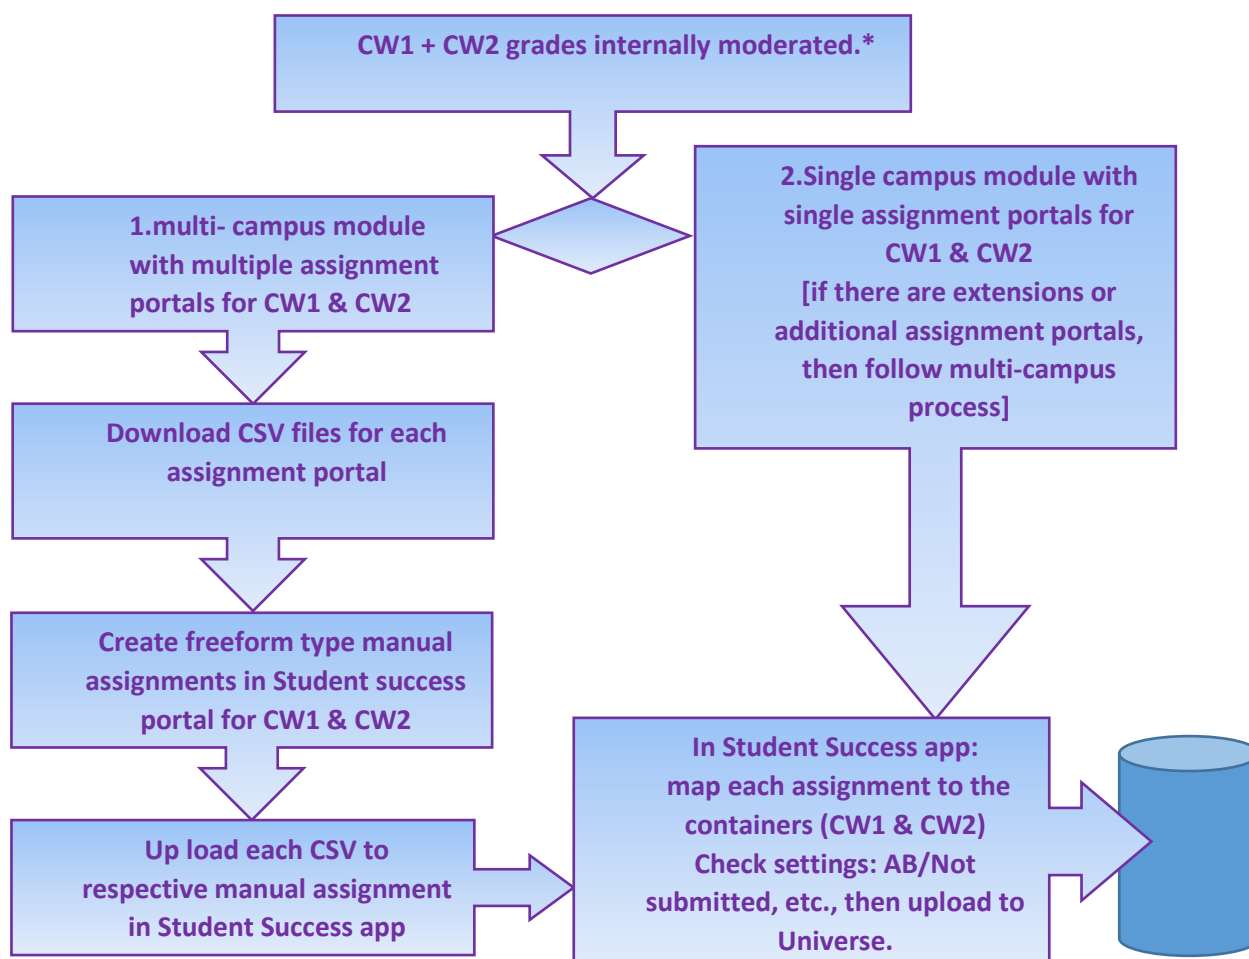 CW1 + CW2 grades internally moderated.*
1.multi- campus module
with multiple assignment
portals for CW1 & CW2
2.Single campus module with
single assignment portals for
CW1 & CW2
[if there are extensions or
additional assignment portals,
then follow multi-campus
process]
Download CSV files for each
assignment portal
Create freeform type manual
assignments in Student success
portal for CW1 & CW2
Up load each CSV to
respective manual assignment
in Student Success app
In Student Success app:
map each assignment to the
containers (CW1 & CW2)
Check settings: AB/Not
submitted, etc., then upload to
Universe.